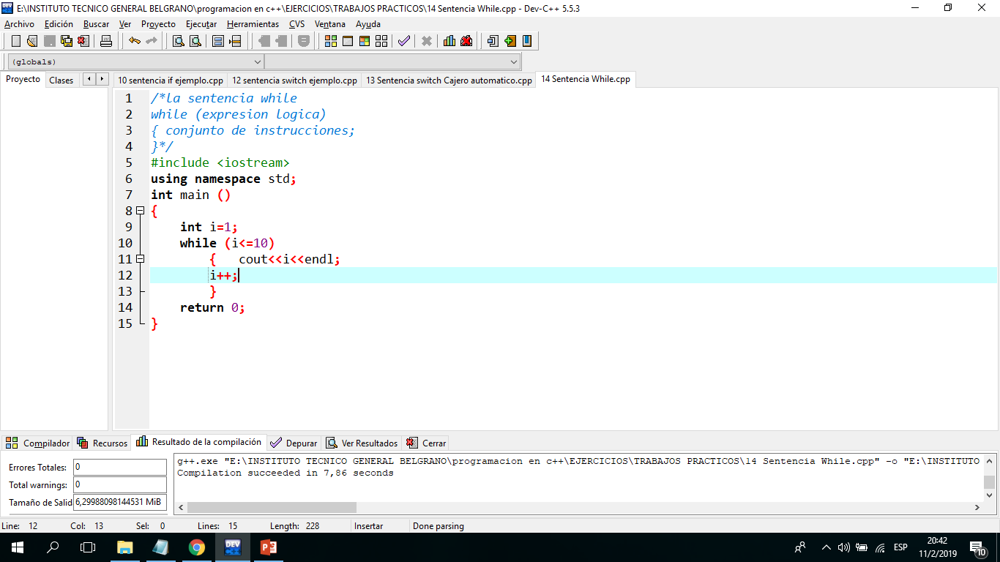 E:\INSTITUTO TECNICO GENERAL BELGRANO\programacion en c++\EJERCICIOS\TRABAJOS PRACTICOS\14 Sentencia While.cpp - Dev-C++ 5.5.3
Archivo Edición Buscar Ver Proyecto Ejecutar Herramientas CVS Ventana Ayuda
(globals)
Proyecto Clases 10 sentencia if ejemplo.cpp 12 sentencia switch ejemplo.cpp 13 Sentencia switch Cajero automatico.cpp 14 Sentencia While.cpp
1 /*la sentencia while
2 while (expresion logica)
3 { conjunto de instrucciones;
4 }*/
5 #include <iostream>
6 using namespace std;
7 int main ()
8 {
9 int i=1;
10 while (i<=10)
11 { cout<<i<<endl;
12 i++;
13 }
14 return 0;
15 }
Compilador Recursos Resultado de la compilación Depurar Ver Resultados Cerrar
Errores Totales: 0
Total warnings: 0
Tamaño de Salid 6,29988098144531 MiB
g++.exe "E:\INSTITUTO TECNICO GENERAL BELGRANO\programacion en c++\EJERCICIOS\TRABAJOS PRACTICOS\14 Sentencia While.cpp" -o "E:\INSTITUTO
Compilation succeeded in 7,86 seconds
Line: 12 Col: 13 Sel: 0 Lines: 15 Length: 228 Insertar Done parsing
DEV
ESP
20:42
11/2/2019
10